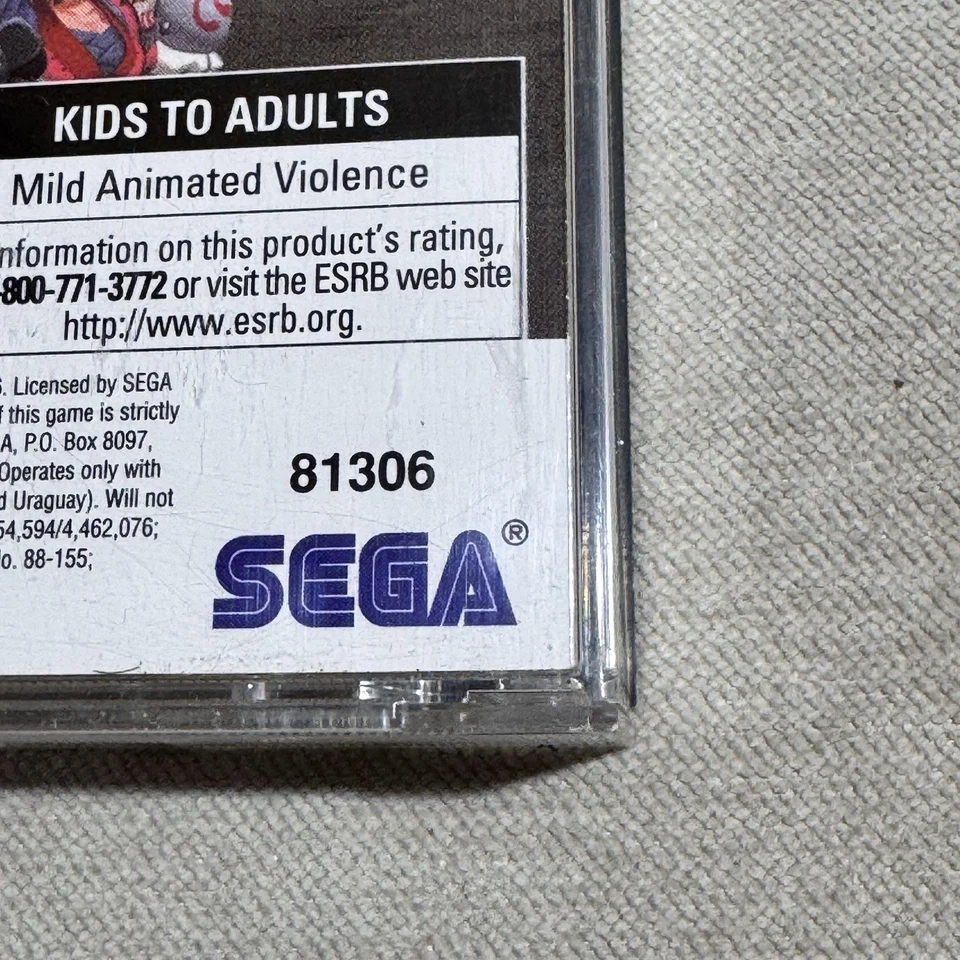 KIDS TO ADULTS
Mild Animated Violence
nformation on this product's rating,
-800-771-3772 or visit the ESRB web site
http://www.esrb.org.
. Licensed by SEGA
f this game is strictly
A, P.O. Box 8097,
Operates only with
d Uraguay). Will not
54,594/4,462,076;
o. 88-155;
81306
SEGA®